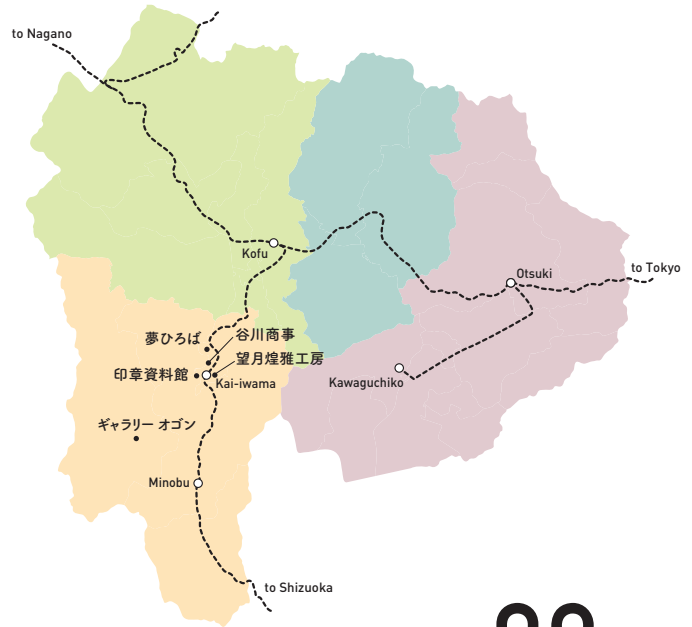 to Nagano
Kofu
Otsuki
to Tokyo
夢ひろば
谷川商事
望月煌雅工房
印章資料館
Kai-iwama
Kawaguchiko
ギャラリー オゴン
Minobu
to Shizuoka